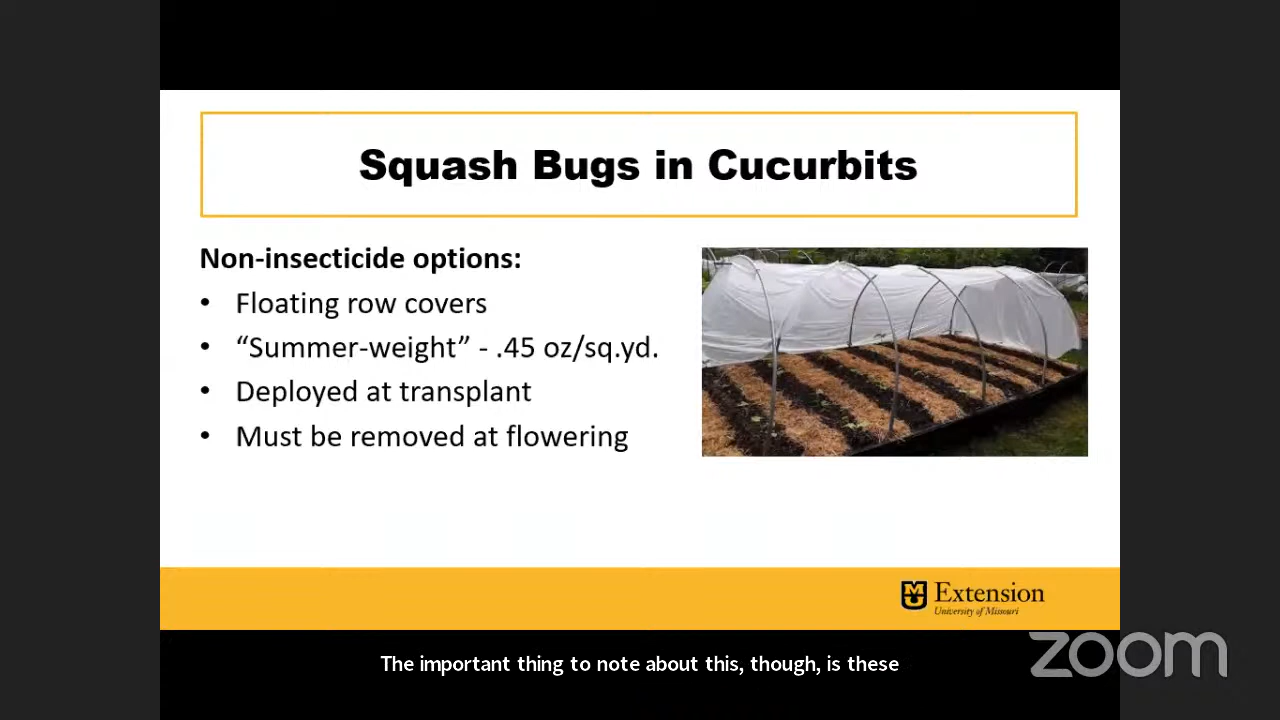 Squash Bugs in Cucurbits
Non-insecticide options:
• Floating row covers
• “Summer-weight” - .45 oz/sq.yd.
• Deployed at transplant
• Must be removed at flowering
MU Extension
University of Missouri
The important thing to note about this, though, is these
zoom